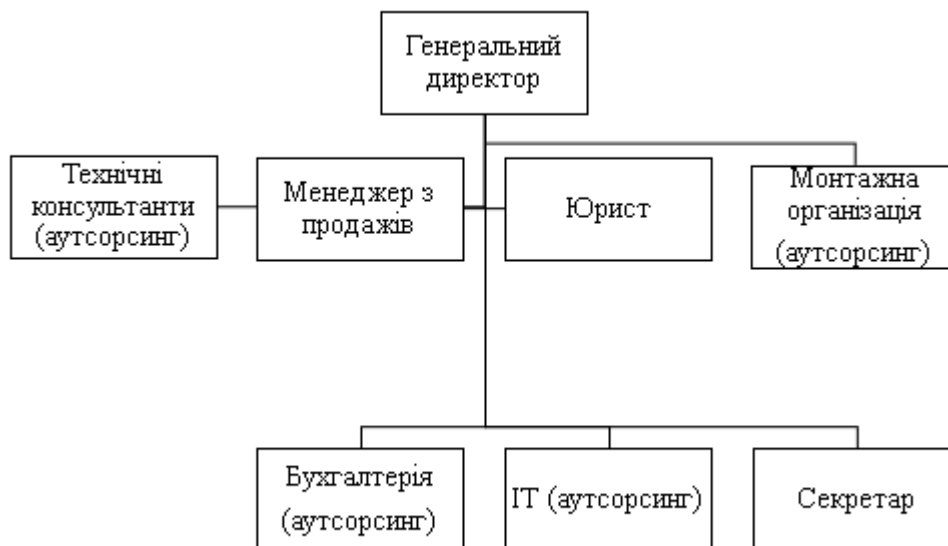 Генеральний
директор
Технічні
консультанти
(аутсорсинг)
Менеджер з
продажів
Юрист
Монтажна
організація
(аутсорсинг)
Бухгалтерія
(аутсорсинг)
ІТ (аутсорсинг)
Секретар